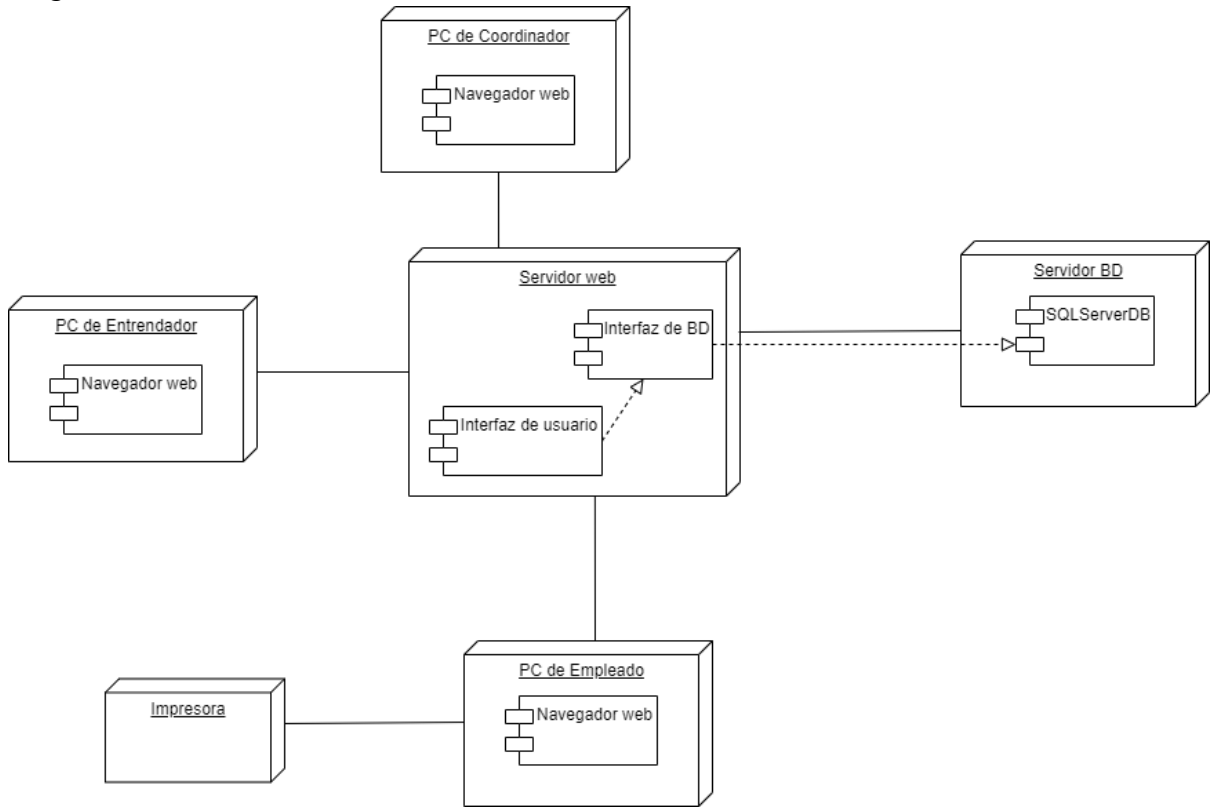 PC de Coordinador
Navegador web
Servidor web
Interfaz de BD
Interfaz de usuario
Servidor BD
SQLServerDB
PC de Entrendador
Navegador web
PC de Empleado
Navegador web
Impresora